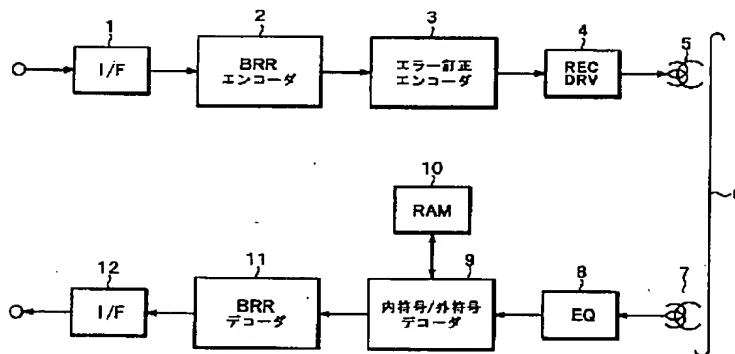 1
I/F
2
BRR
エンコーダ
3
エラー訂正
エンコーダ
4
REC
DRV
5
10
RAM
12
I/F
11
BRR
デコーダ
9
内符号/外符号
デコーダ
8
EQ
7